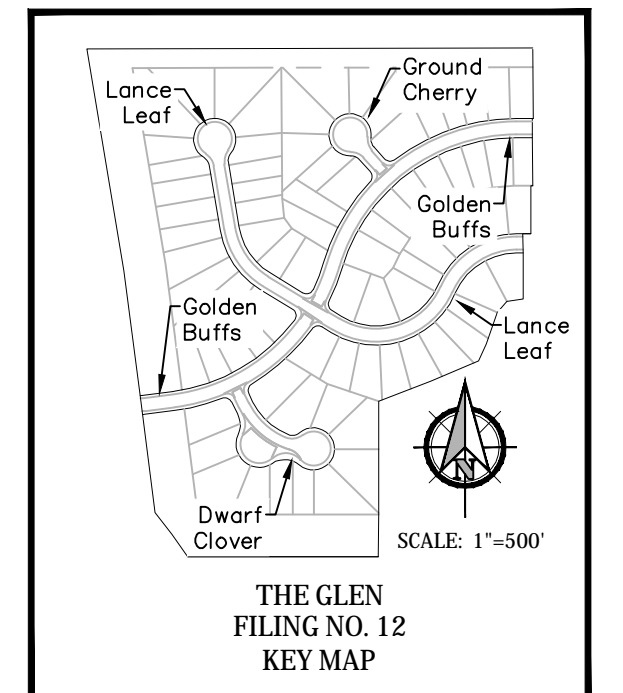 Lance
Leaf
Ground
Cherry
Golden
Buffs
Golden
Buffs
Lance
Leaf
Dwarf
Clover
N
SCALE: 1"=500'
THE GLEN
FILING NO. 12
KEY MAP